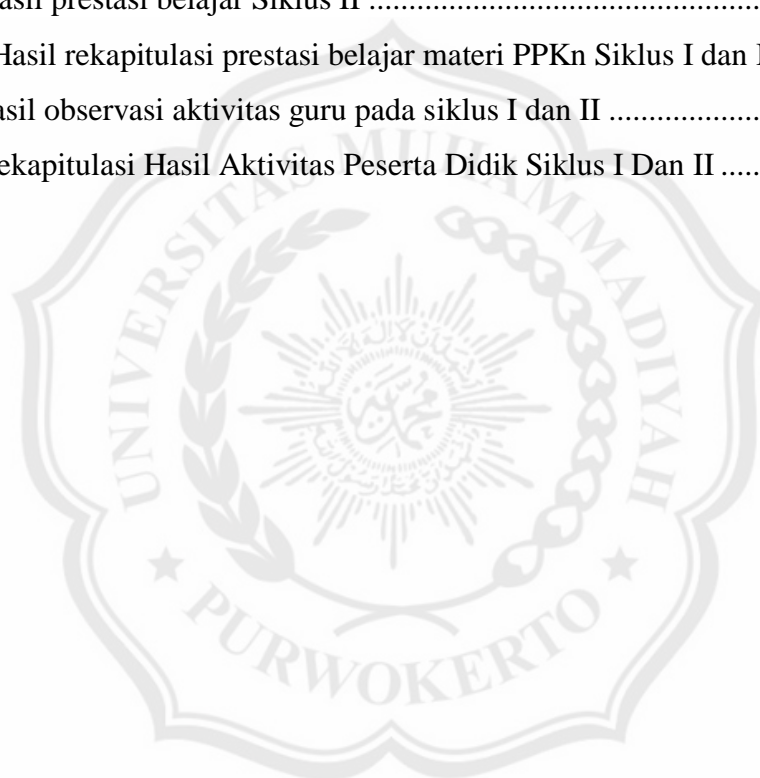 asil prestasi belajar Siklus II ................................................
Hasil rekapitulasi prestasi belajar materi PPKn Siklus I dan
asil observasi aktivitas guru pada siklus I dan II ...................
ekapitulasi Hasil Aktivitas Peserta Didik Siklus I Dan II .....
UNIVERSITAS MUHAMMADIYAH
PURWOKERTO